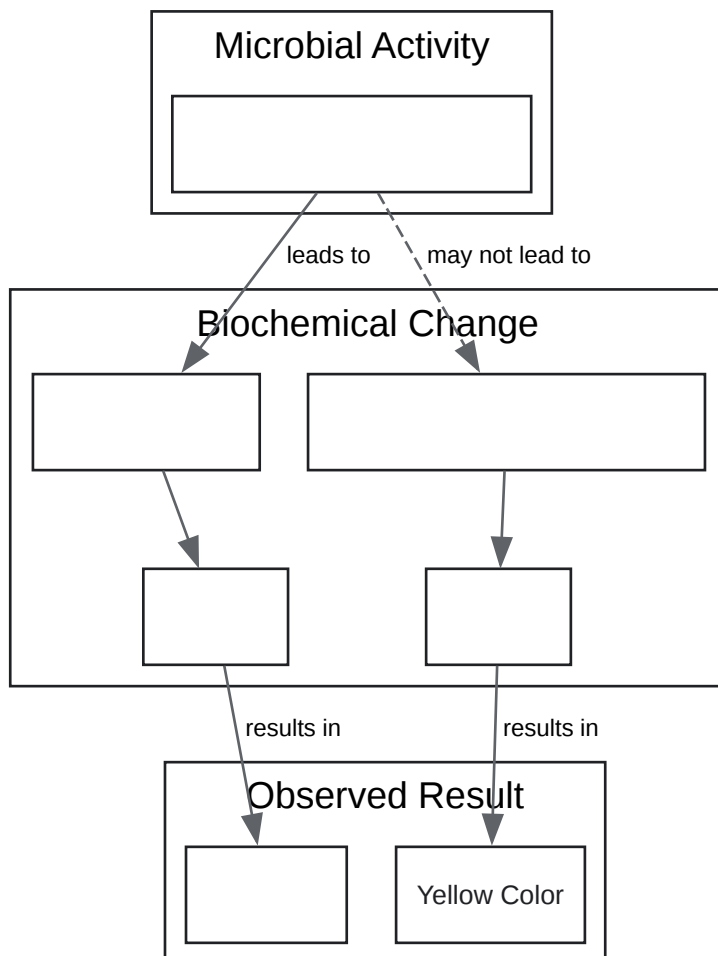 Microbial Activity
leads to
may not lead to
Biochemical Change
results in
results in
Observed Result
Yellow Color